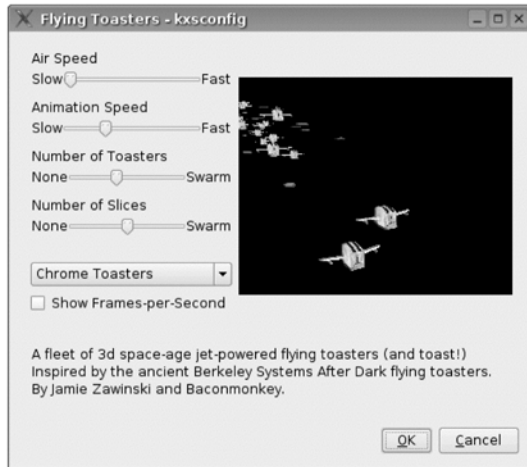 Flying Toasters - kxsconfig
Air Speed
Slow Fast
Animation Speed
Slow Fast
Number of Toasters
None Swarm
Number of Slices
None Swarm
Chrome Toasters
Show Frames-per-Second
A fleet of 3d space-age jet-powered flying toasters (and toast!)
Inspired by the ancient Berkeley Systems After Dark flying toasters.
By Jamie Zawinski and Baconmonkey.
OK Cancel